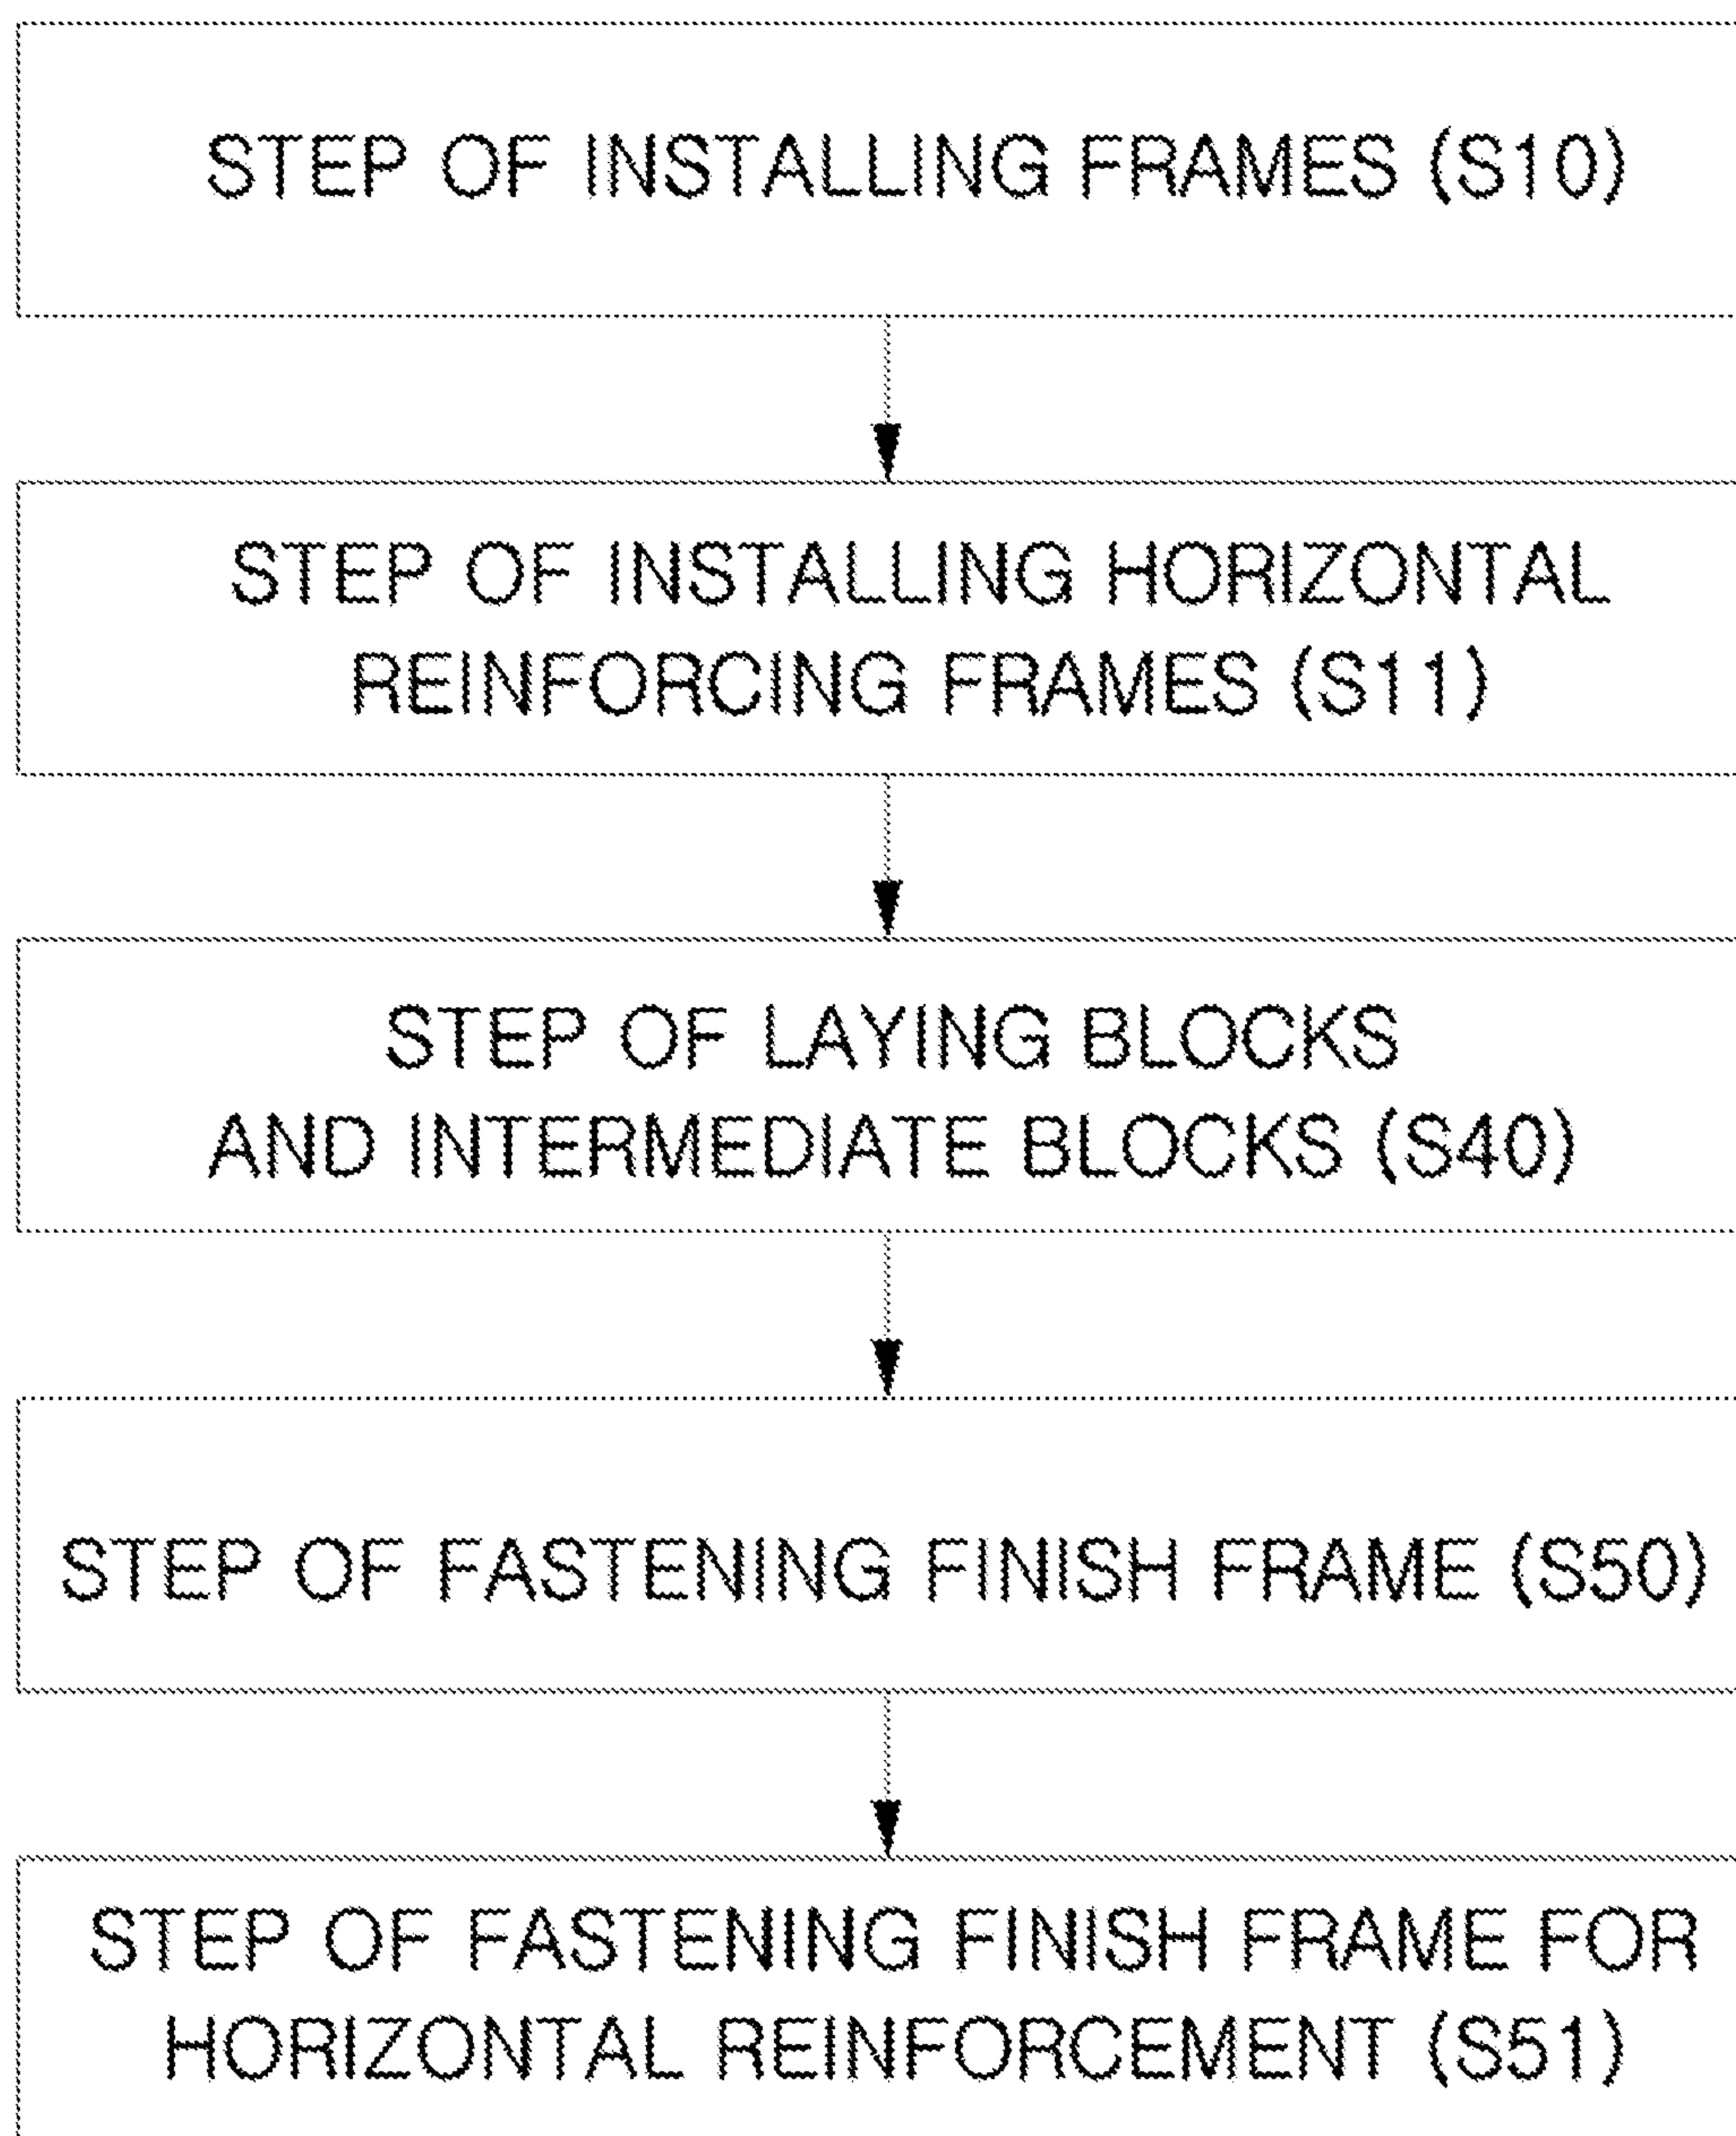 STEP OF INSTALLING FRAMES (S10)
STEP OF INSTALLING HORIZONTAL
REINFORCING FRAMES (S11)
STEP OF LAYING BLOCKS
AND INTERMEDIATE BLOCKS (S40)
STEP OF FASTENING FINISH FRAME (S50)
STEP OF FASTENING FINISH FRAME FOR
HORIZONTAL REINFORCEMENT (S51)